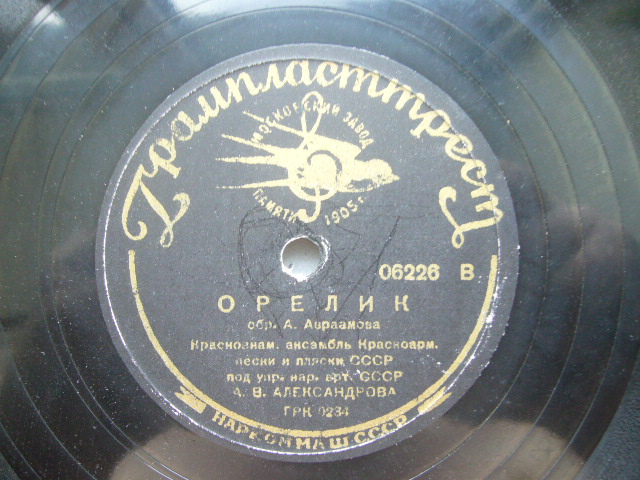 Грампласттрест
МОСКОВСКИЙ ЗАВОД
ПАМЯТИ 1905 г.
06226 В
ОРЕЛИК
обр. А. Авраамова
Краснознам. ансамбль Красноарм.
песни и пляски СССР
под упр. нар. арт. СССР
А. В. АЛЕКСАНДРОВА
ГРК 0234
НАРКОММАШ СССР